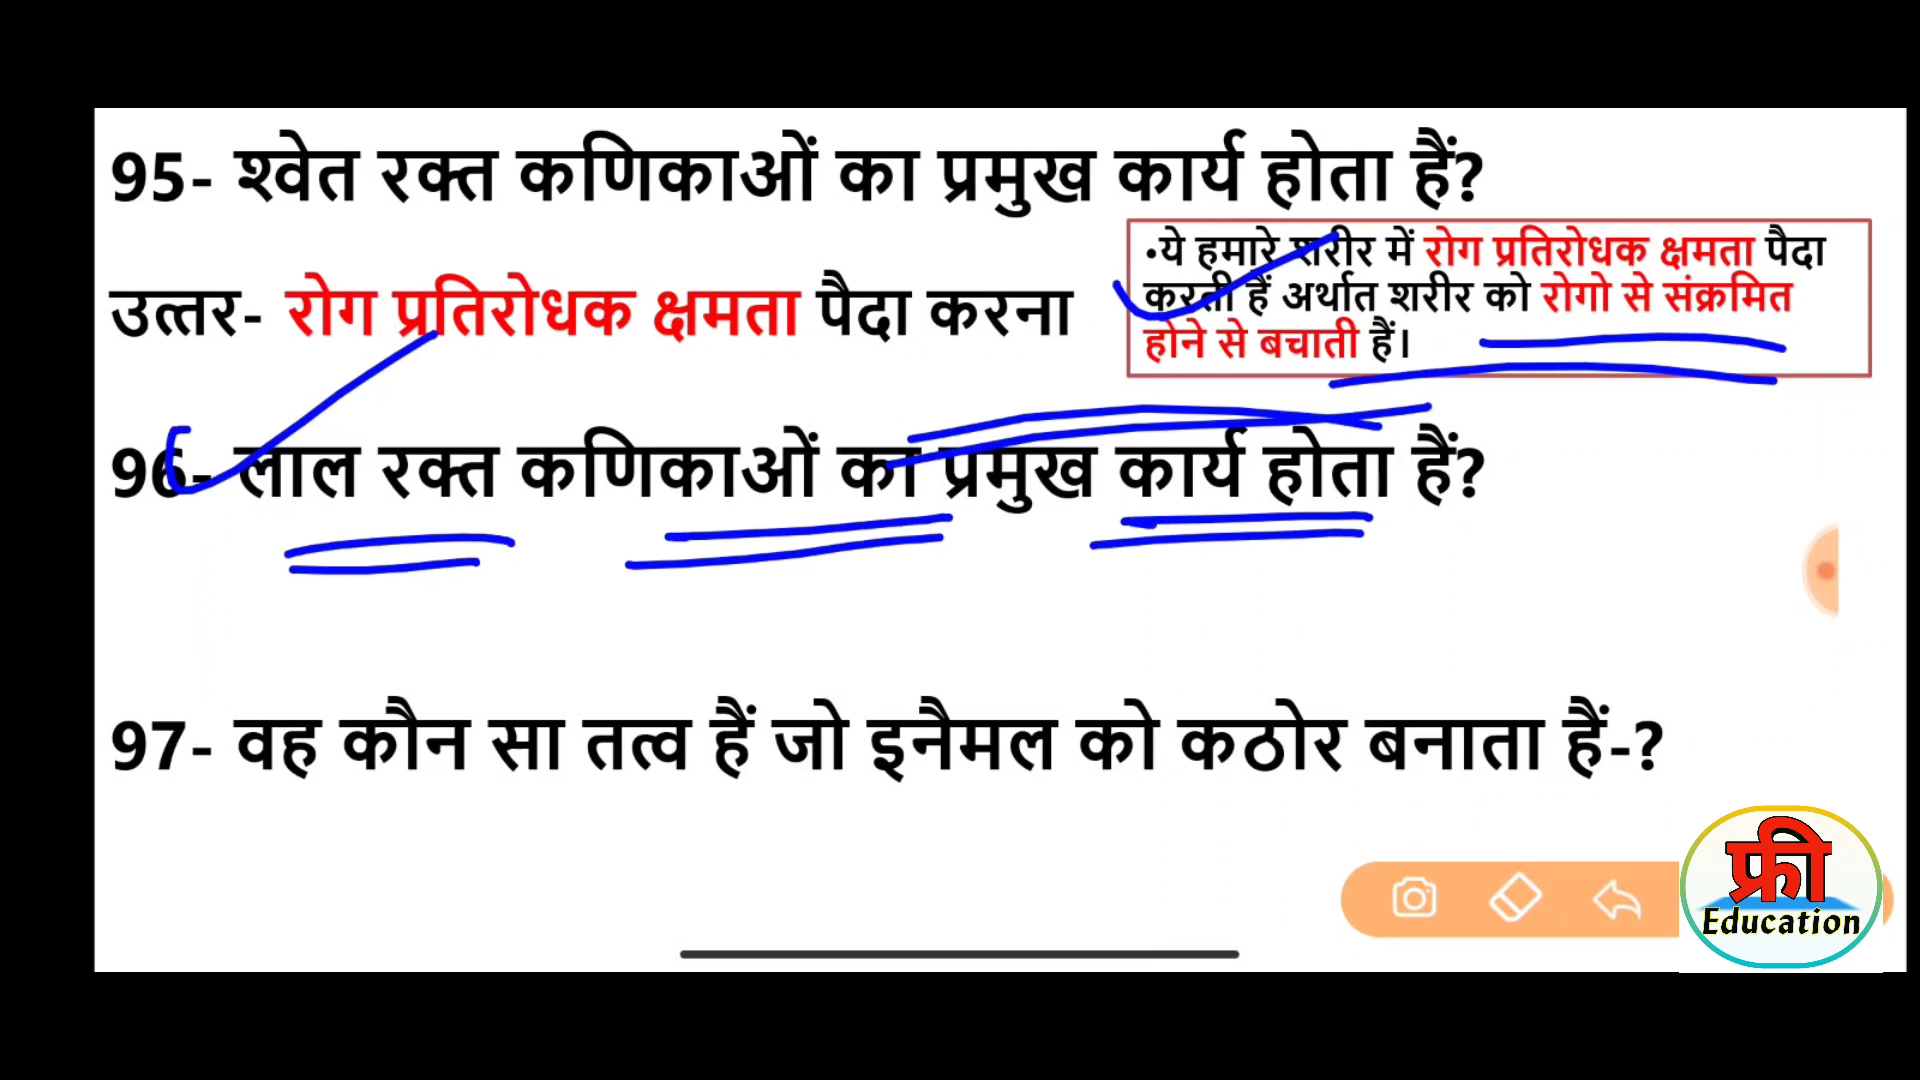 95- श्वेत रक्त कणिकाओं का प्रमुख कार्य होता हैं?
उत्तर- रोग प्रतिरोधक क्षमता पैदा करना
•ये हमारे शरीर में रोग प्रतिरोधक क्षमता पैदा
करती हैं अर्थात शरीर को रोगो से संक्रमित
होने से बचाती हैं।
96- लाल रक्त कणिकाओं का प्रमुख कार्य होता हैं?
97- वह कौन सा तत्व हैं जो इनैमल को कठोर बनाता हैं-?
फ्री
Education